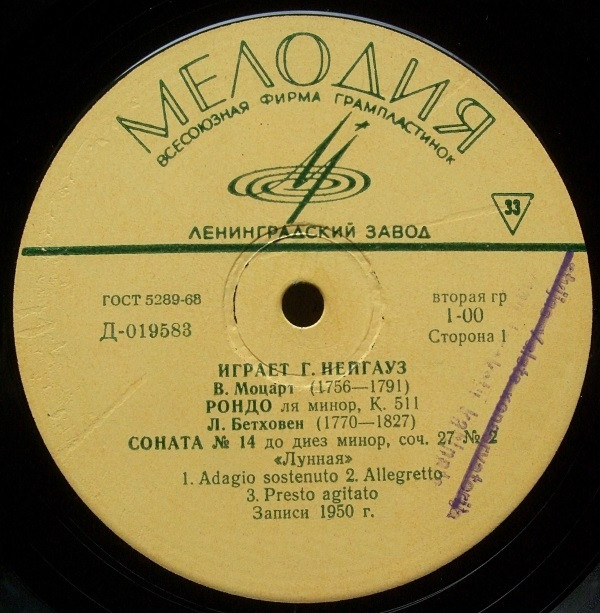 МЕЛОДИЯ
ВСЕСОЮЗНАЯ ФИРМА ГРАМПЛАСТИНОК
33
ЛЕНИНГРАДСКИЙ ЗАВОД
ГОСТ 5289-68
Д-019583
вторая гр
1-00
Сторона 1
ИГРАЕТ Г. НЕЙГАУЗ
В. Моцарт (1756—1791)
РОНДО ля минор, К. 511
Л. Бетховен (1770—1827)
СОНАТА № 14 до диез минор, соч. 27 № 2
«Лунная»
1. Adagio sostenuto 2. Allegretto
3. Presto agitato
Записи 1950 г.